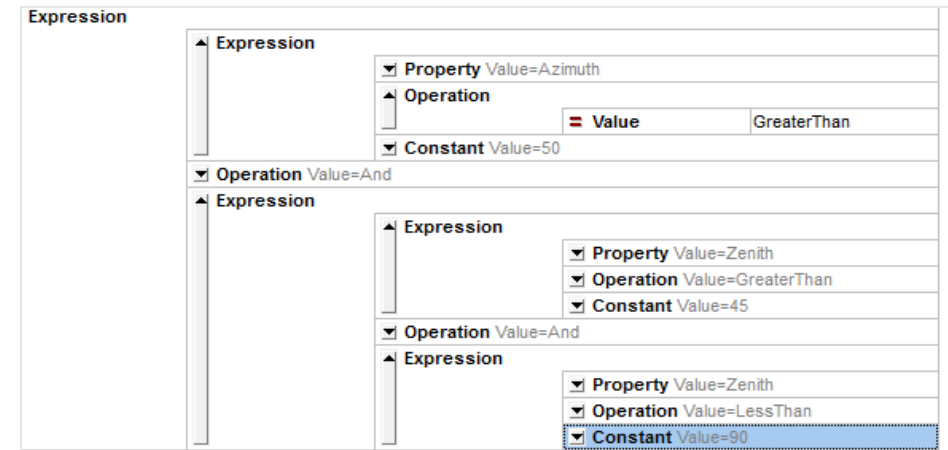 Expression
Expression
Property Value=Azimuth
Operation
= Value GreaterThan
Constant Value=50
Operation Value=And
Expression
Expression
Property Value=Zenith
Operation Value=GreaterThan
Constant Value=45
Operation Value=And
Expression
Property Value=Zenith
Operation Value=LessThan
Constant Value=90